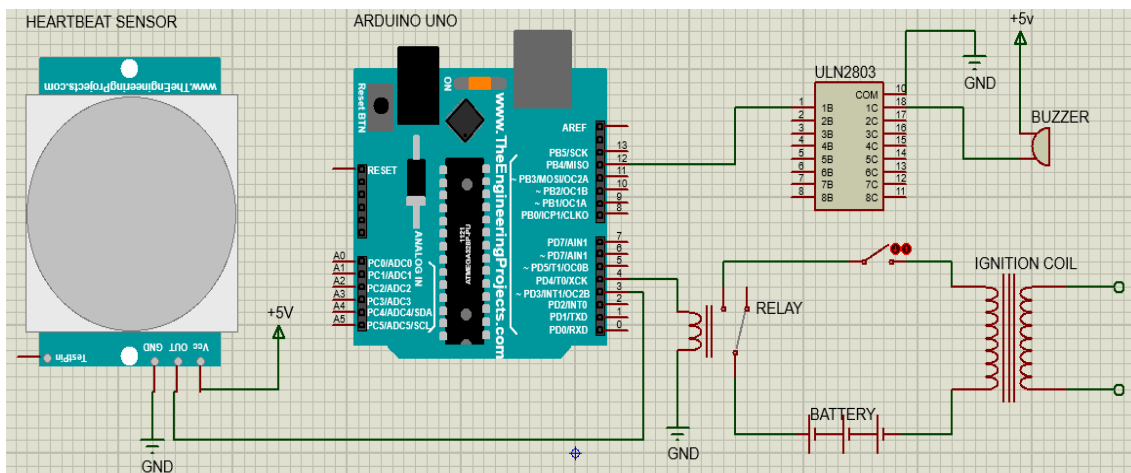 HEARTBEAT SENSOR
ARDUINO UNO
+5v
ULN2803
GND
BUZZER
www.TheEngineeringProjects.com
Reset BTN
ON
www.TheEngineeringProjects.com
AREF
RESET
ANALOG IN
ATMEGA328P-PU
1121
13 PB5/SCK
12 PB4/MISO
11 ~ PB3/MOSI/OC2A
10 ~ PB2/OC1B
9 ~ PB1/OC1A
8 PB0/ICP1/CLKO
7 PD7/AIN1
6 ~ PD7/AIN1
5 ~ PD5/T1/OC0B
4 PD4/T0/XCK
3 ~ PD3/INT1/OC2B
2 PD2/INT0
1 PD1/TXD
0 PD0/RXD
A0 PC0/ADC0
A1 PC1/ADC1
A2 PC2/ADC2
A3 PC3/ADC3
A4 PC4/ADC4/SDA
A5 PC5/ADC5/SCL
COM 10
1 1B 1C 18
2 2B 2C 17
3 3B 3C 16
4 4B 4C 15
5 5B 5C 14
6 6B 6C 13
7 7B 7C 12
8 8B 8C 11
IGNITION COIL
RELAY
+5V
TestPin
GND
OUT
Vcc
BATTERY
GND
GND